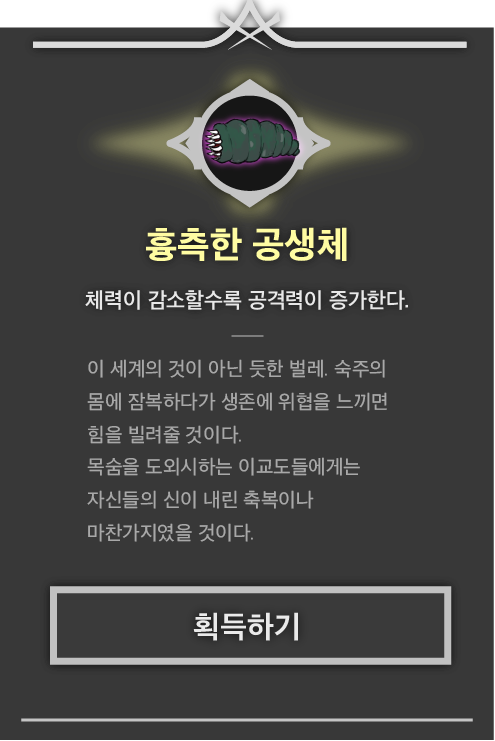 흉측한 공생체
체력이 감소할수록 공격력이 증가한다.
이 세계의 것이 아닌 듯한 벌레. 숙주의
몸에 잠복하다가 생존에 위협을 느끼면
힘을 빌려줄 것이다.
목숨을 도외시하는 이교도들에게는
자신들의 신이 내린 축복이나
마찬가지였을 것이다.
획득하기